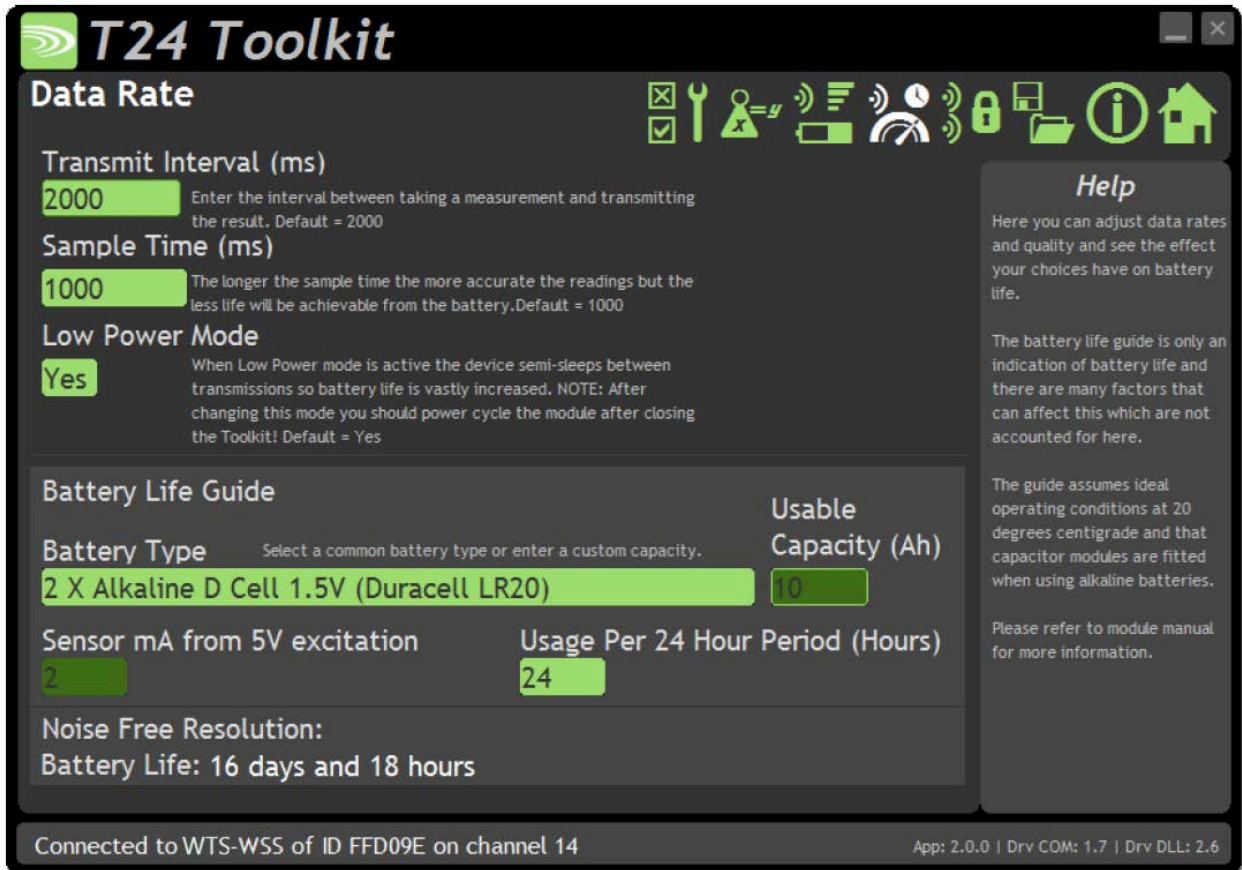 T24 Toolkit
Data Rate
Transmit Interval (ms)
2000
Enter the interval between taking a measurement and transmitting
the result. Default = 2000
Sample Time (ms)
1000
The longer the sample time the more accurate the readings but the
less life will be achievable from the battery.Default = 1000
Low Power Mode
Yes
When Low Power mode is active the device semi-sleeps between
transmissions so battery life is vastly increased. NOTE: After
changing this mode you should power cycle the module after closing
the Toolkit! Default = Yes
Battery Life Guide
Battery Type
Select a common battery type or enter a custom capacity.
Usable
Capacity (Ah)
2 X Alkaline D Cell 1.5V (Duracell LR20)
10
Sensor mA from 5V excitation
2
Usage Per 24 Hour Period (Hours)
24
Noise Free Resolution:
Battery Life: 16 days and 18 hours
x=y
Help
Here you can adjust data rates
and quality and see the effect
your choices have on battery
life.
The battery life guide is only an
indication of battery life and
there are many factors that
can affect this which are not
accounted for here.
The guide assumes ideal
operating conditions at 20
degrees centigrade and that
capacitor modules are fitted
when using alkaline batteries.
Please refer to module manual
for more information.
Connected to WTS-WSS of ID FFD09E on channel 14
App: 2.0.0 | Drv COM: 1.7 | Drv DLL: 2.6